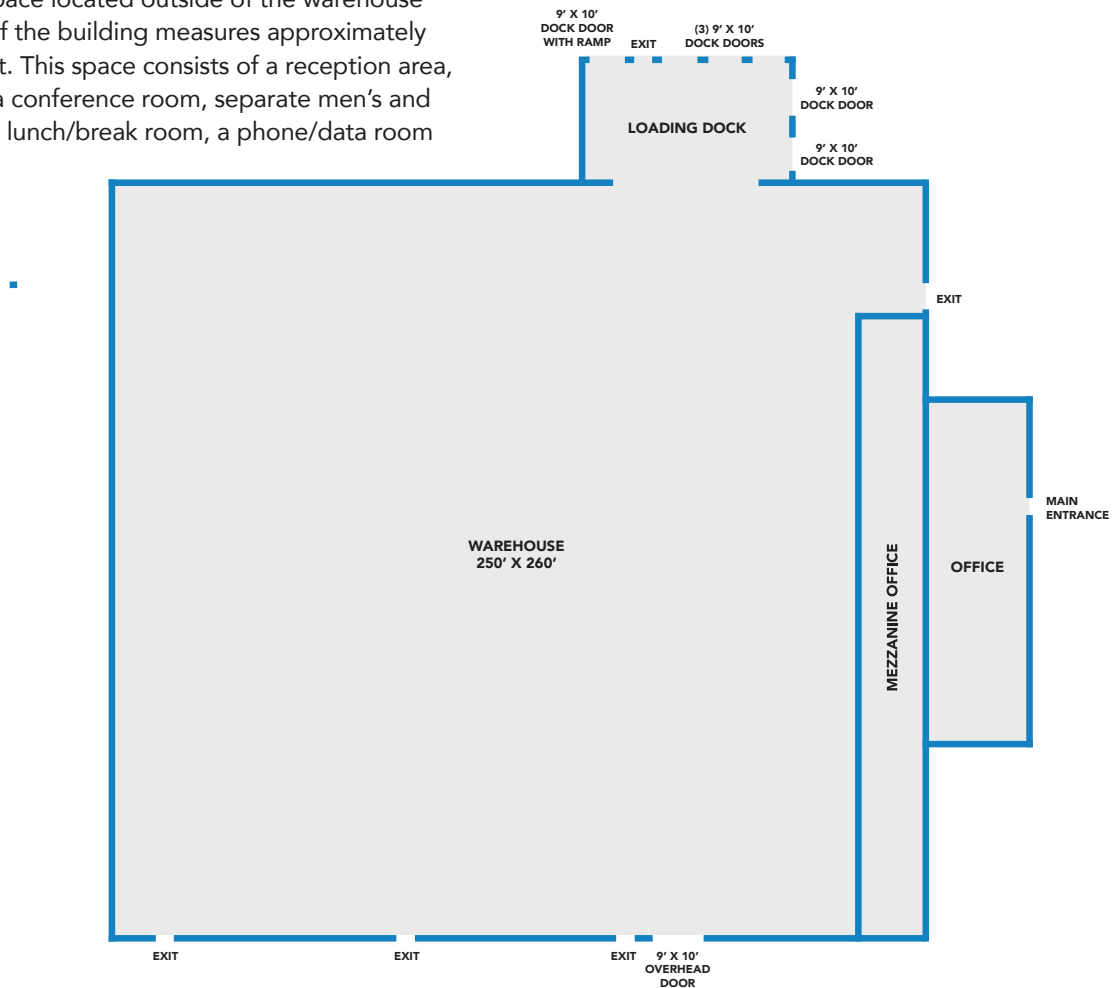 pace located outside of the warehouse
f the building measures approximately
t. This space consists of a reception area,
a conference room, separate men's and
lunch/break room, a phone/data room
9' X 10'
DOCK DOOR
WITH RAMP
EXIT
(3) 9' X 10'
DOCK DOORS
9' X 10'
DOCK DOOR
LOADING DOCK
9' X 10'
DOCK DOOR
EXIT
MAIN
ENTRANCE
WAREHOUSE
250' X 260'
MEZZANINE OFFICE
OFFICE
EXIT
EXIT
EXIT
9' X 10'
OVERHEAD
DOOR